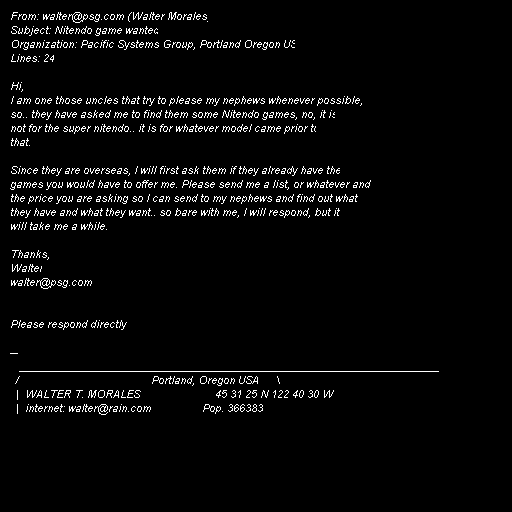 From: walter@psg.com (Walter Morales)
Subject: Nitendo game wanted
Organization: Pacific Systems Group, Portland Oregon US
Lines: 24
Hi,
I am one those uncles that try to please my nephews whenever possible,
so.. they have asked me to find them some Nitendo games, no, it is
not for the super nitendo.. it is for whatever model came prior to
that.
Since they are overseas, I will first ask them if they already have the
games you would have to offer me. Please send me a list, or whatever and
the price you are asking so I can send to my nephews and find out what
they have and what they want.. so bare with me, I will respond, but it
will take me a while.
Thanks,
Walter
walter@psg.com
Please respond directly
--
/ Portland, Oregon USA \
| WALTER T. MORALES 45 31 25 N 122 40 30 W
| internet: walter@rain.com Pop. 366383